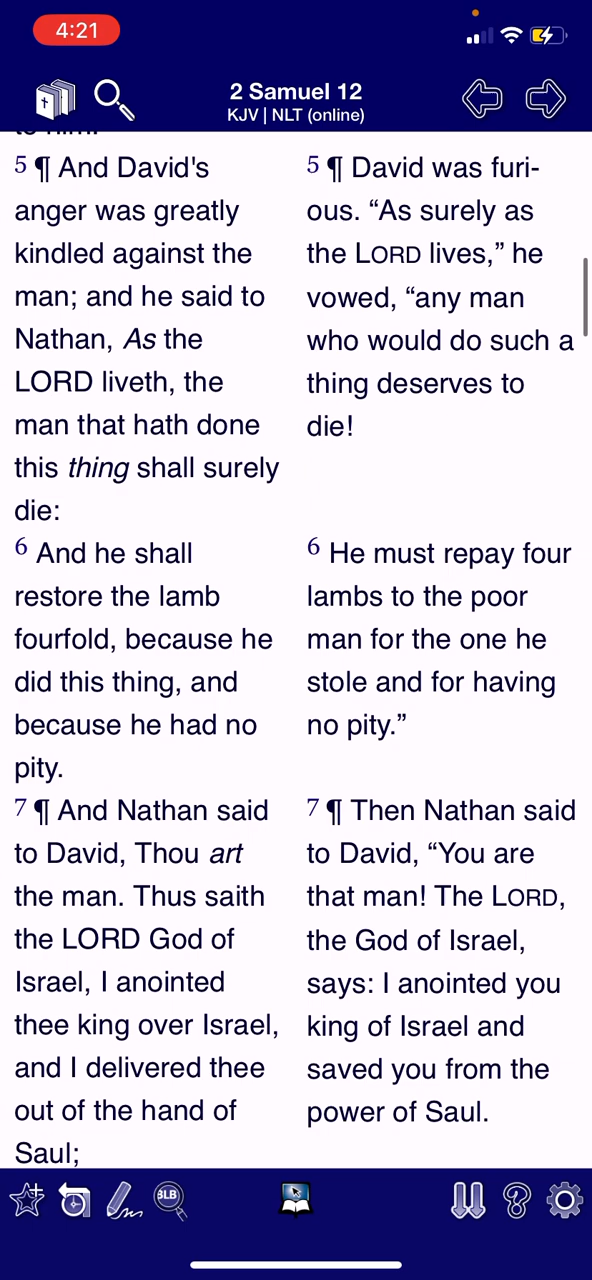 4:21
2 Samuel 12
KJV | NLT (online)
to him.
5 ¶ And David's
anger was greatly
kindled against the
man; and he said to
Nathan, As the
LORD liveth, the
man that hath done
this thing shall surely
die:
5 ¶ David was furi-
ous. “As surely as
the LORD lives,” he
vowed, “any man
who would do such a
thing deserves to
die!
6 And he shall
restore the lamb
fourfold, because he
did this thing, and
because he had no
pity.
6 He must repay four
lambs to the poor
man for the one he
stole and for having
no pity.”
7 ¶ And Nathan said
to David, Thou art
the man. Thus saith
the LORD God of
Israel, I anointed
thee king over Israel,
and I delivered thee
out of the hand of
Saul;
7 ¶ Then Nathan said
to David, “You are
that man! The LORD,
the God of Israel,
says: I anointed you
king of Israel and
saved you from the
power of Saul.
BLB